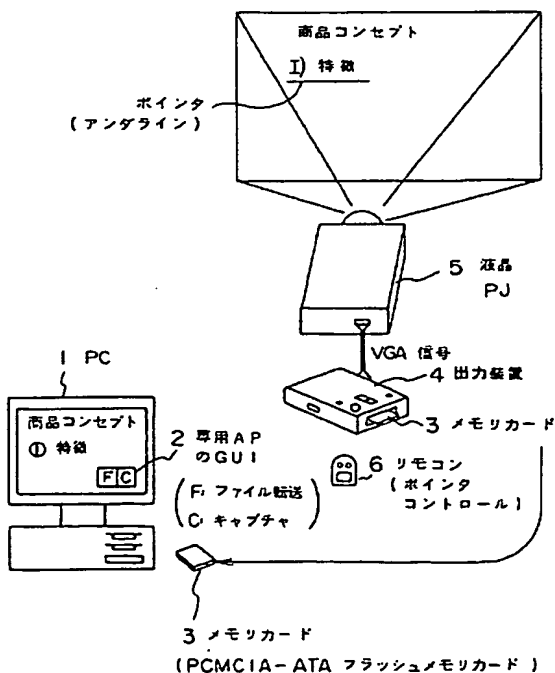 商品コンセプト
I) 特徴
ポインタ
(アンダライン)
5 液晶
PJ
VGA 信号
4 出力装置
3 メモリカード
1 PC
商品コンセプト
① 特徴
F C
2 専用AP
のGUI
(F; ファイル転送
C; キャプチャ)
6 リモコン
(ポインタ
コントロール)
3 メモリカード
(PCMCIA-ATA フラッシュメモリカード)